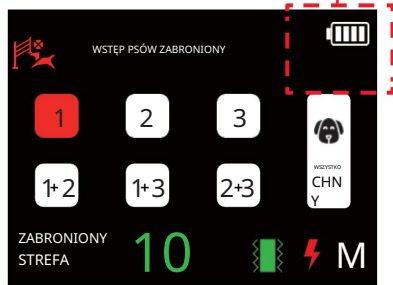 WSTĘP PSÓW ZABRONIONY
1 2 3
WSZYSTKO
1+2 1+3 2+3 CHN
Y
ZABRONIONY
STREFA 10 M